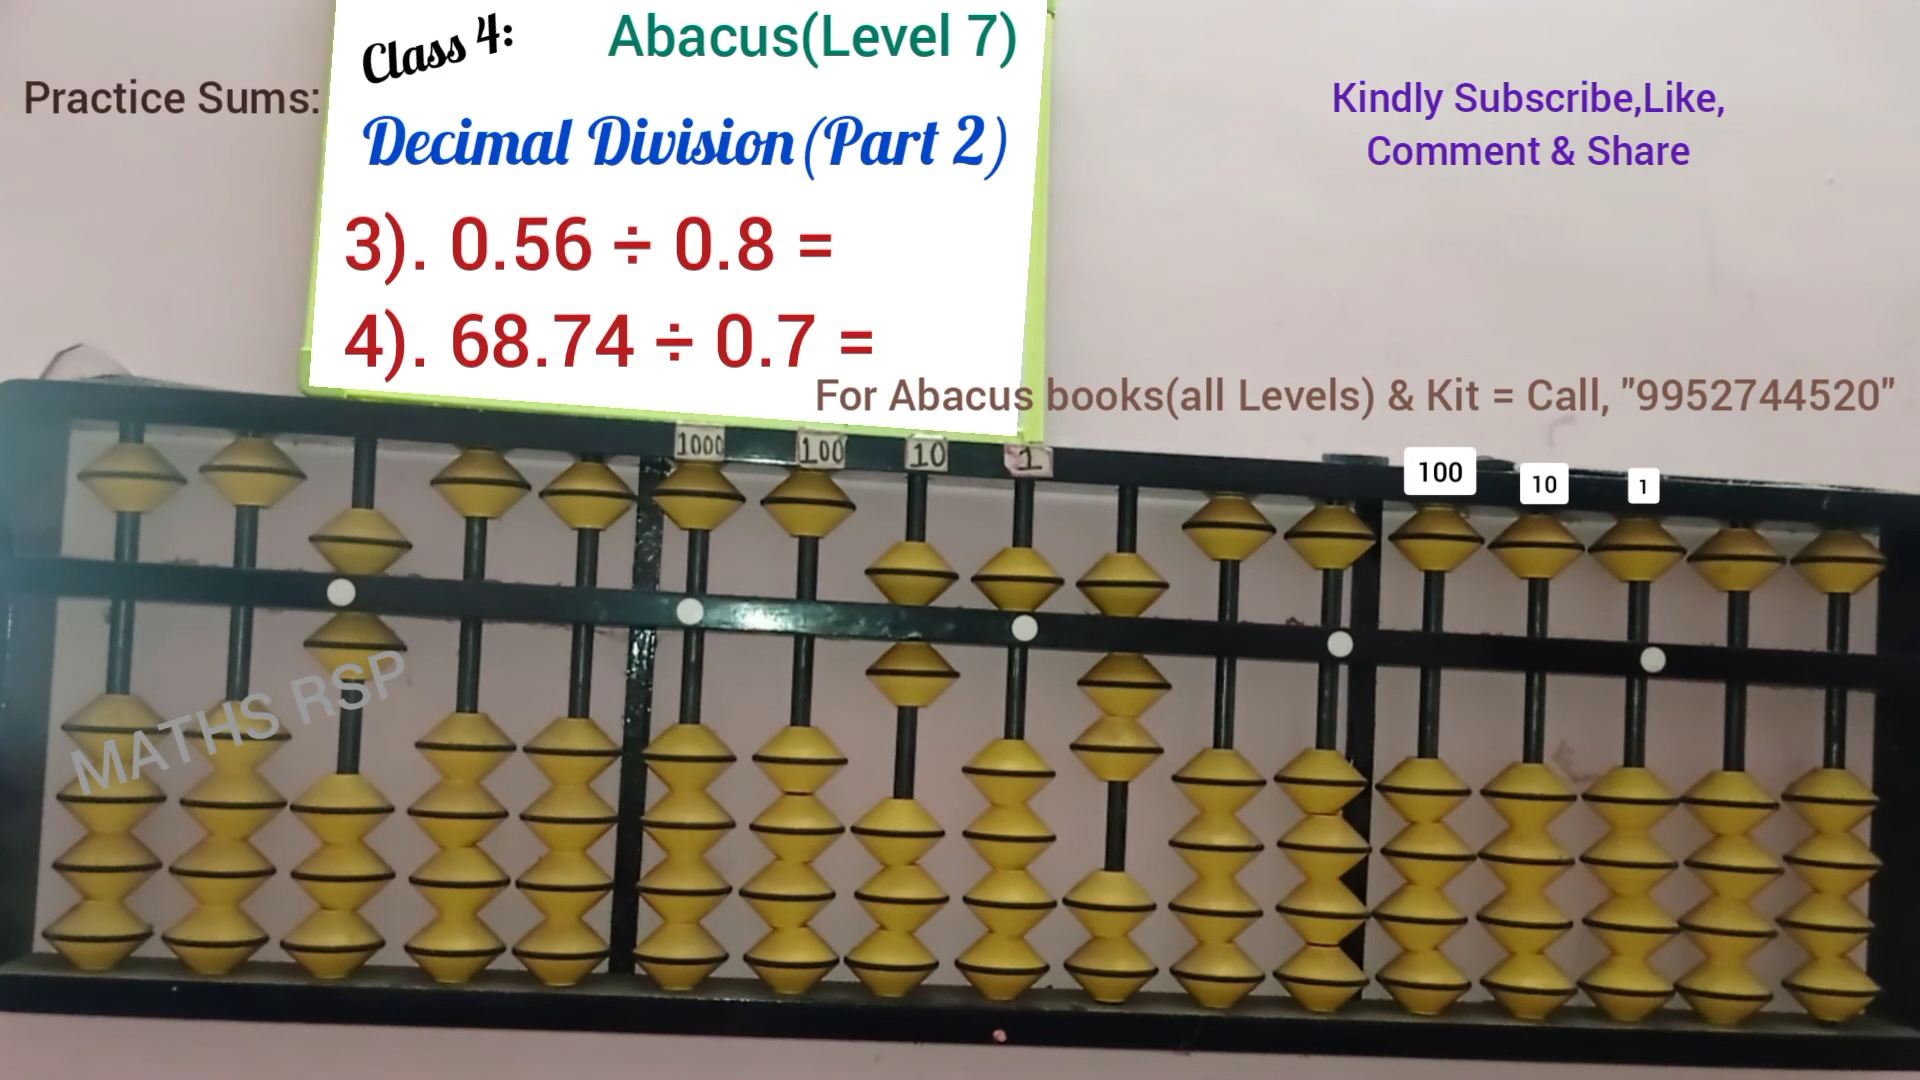 Class 4:
Abacus(Level 7)
Practice Sums:
Kindly Subscribe,Like,
Comment & Share
Decimal Division(Part 2)
3). 0.56 ÷ 0.8 =
4). 68.74 ÷ 0.7 =
For Abacus books(all Levels) & Kit = Call, "9952744520"
1000
100
10
1
100
10
1
MATHS RSP